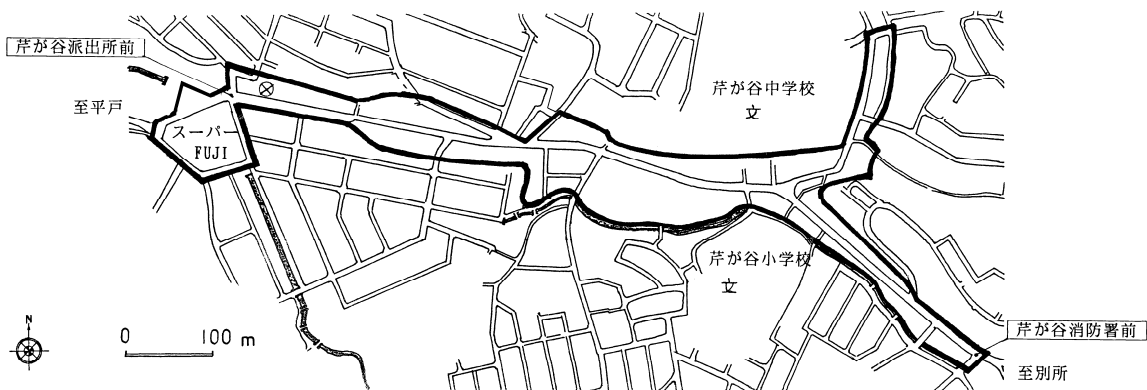 芹が谷派出所前
至平戸
スーパー
FUJI
芹が谷中学校
立
芹が谷小学校
立
N
0 100 m
芹が谷消防署前
至別所